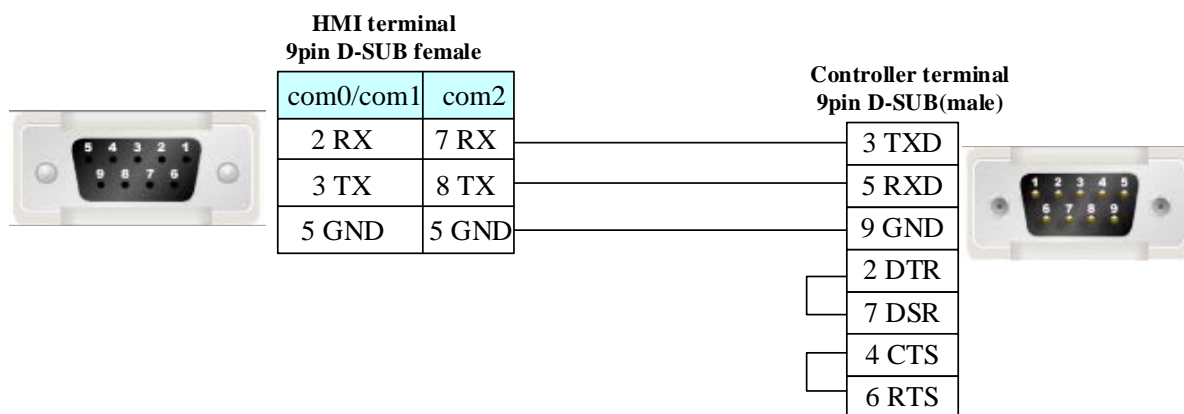 HMI terminal
9pin D-SUB female
com0/com1 com2
2 RX 7 RX
3 TX 8 TX
5 GND 5 GND
5 4 3 2 1
9 8 7 6
Controller terminal
9pin D-SUB(male)
3 TXD
5 RXD
9 GND
2 DTR
7 DSR
4 CTS
6 RTS
1 2 3 4 5
6 7 8 9